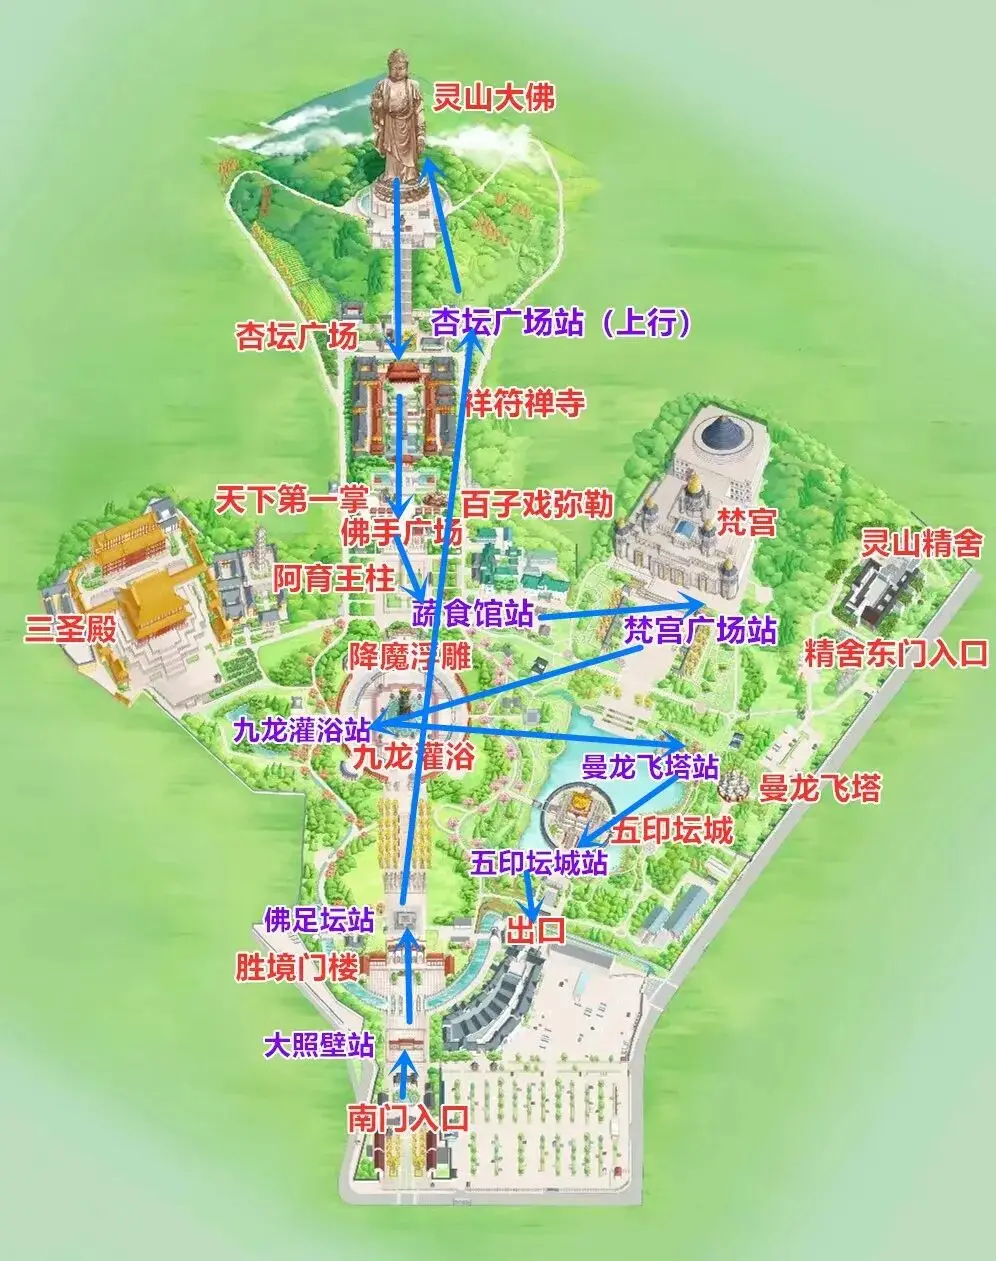 灵山大佛
杏坛广场站（上行）
杏坛广场
祥符禅寺
天下第一掌
百子戏弥勒
佛手广场
梵宫
灵山精舍
阿育王柱
蔬食馆站
三圣殿
梵宫广场站
降魔浮雕
精舍东门入口
九龙灌浴站
九龙灌浴
曼龙飞塔站
曼龙飞塔
五印坛城
五印坛城站
佛足坛站
出口
胜境门楼
大照壁站
南门入口